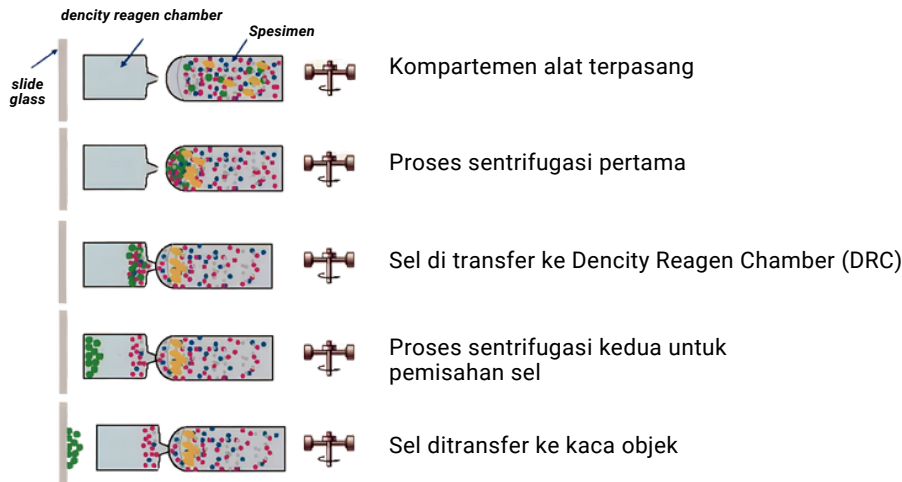 dencity reagen chamber
Spesimen
slide
glass
Kompartemen alat terpasang
Proses sentrifugasi pertama
Sel di transfer ke Dencity Reagen Chamber (DRC)
Proses sentrifugasi kedua untuk
pemisahan sel
Sel ditransfer ke kaca objek